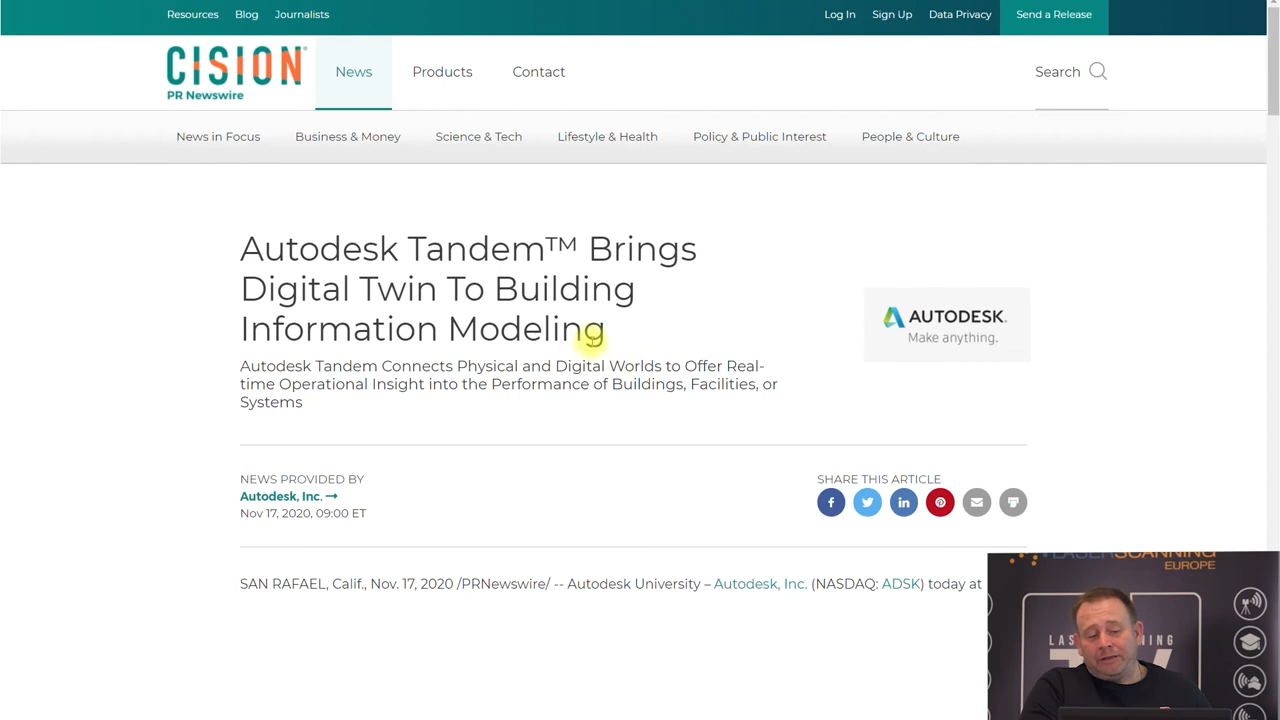 Resources Blog Journalists Log In Sign Up Data Privacy Send a Release
CISION
PR Newswire
News Products Contact Search
News in Focus Business & Money Science & Tech Lifestyle & Health Policy & Public Interest People & Culture
Autodesk Tandem™ Brings
Digital Twin To Building
Information Modeling
Autodesk Tandem Connects Physical and Digital Worlds to Offer Real-
time Operational Insight into the Performance of Buildings, Facilities, or
Systems
AUTODESK.
Make anything.
NEWS PROVIDED BY
Autodesk, Inc. →
Nov 17, 2020, 09:00 ET
SHARE THIS ARTICLE
SAN RAFAEL, Calif., Nov. 17, 2020 /PRNewswire/ -- Autodesk University – Autodesk, Inc. (NASDAQ: ADSK) today at
LASERSCANNING
EUROPE